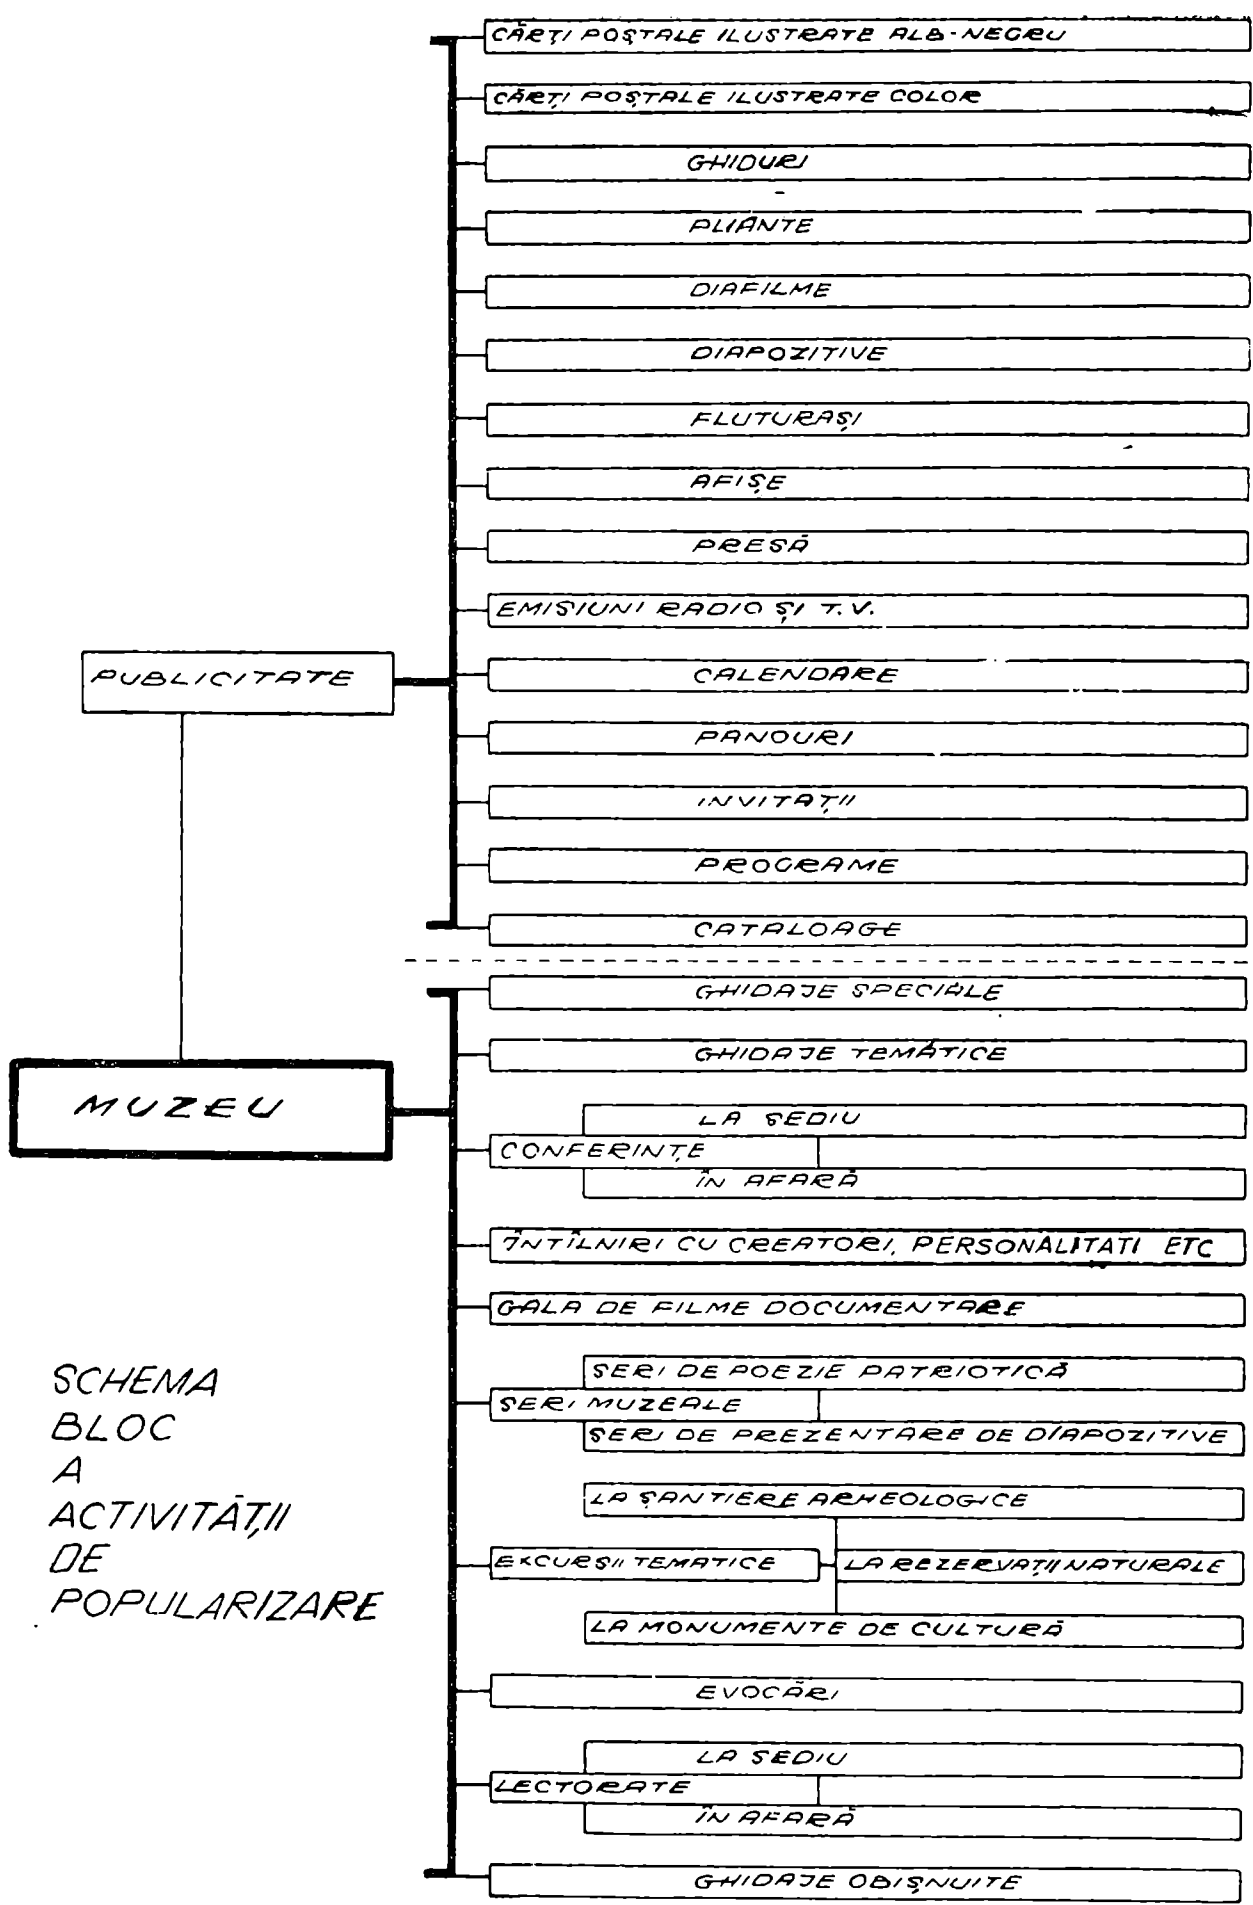 CĂRȚI POȘTALE ILUSTRATE ALB-NEGRU
CĂRȚI POȘTALE ILUSTRATE COLOR
GHIDURI
PLIANTE
DIAFILME
DIAPOZITIVE
FLUTURAȘI
AFIȘE
PRESĂ
EMISIUNI RADIO ȘI T.V.
PUBLICITATE
CALENDARE
PANOURI
INVITAȚII
PROGRAME
CATALOAGE
GHIDAJE SPECIALE
GHIDAJE TEMATICE
MUZEU
LA SEDIU
CONFERINȚE
ÎN AFARĂ
ÎNTÎLNIRI CU CREATORI, PERSONALITATI ETC
GALA DE FILME DOCUMENTARE
SERI DE POEZIE PATRIOTICĂ
SERI MUZEALE
SERI DE PREZENTARE DE DIAPOZITIVE
LA ȘANTIERE ARHEOLOGICE
EXCURSII TEMATICE
LA REZERVAȚII NATURALE
LA MONUMENTE DE CULTURĂ
EVOCĂRI
LA SEDIU
LECTORATE
ÎN AFARĂ
GHIDAJE OBIȘNUITE
SCHEMA
BLOC
A
ACTIVITĂȚII
DE
POPULARIZARE